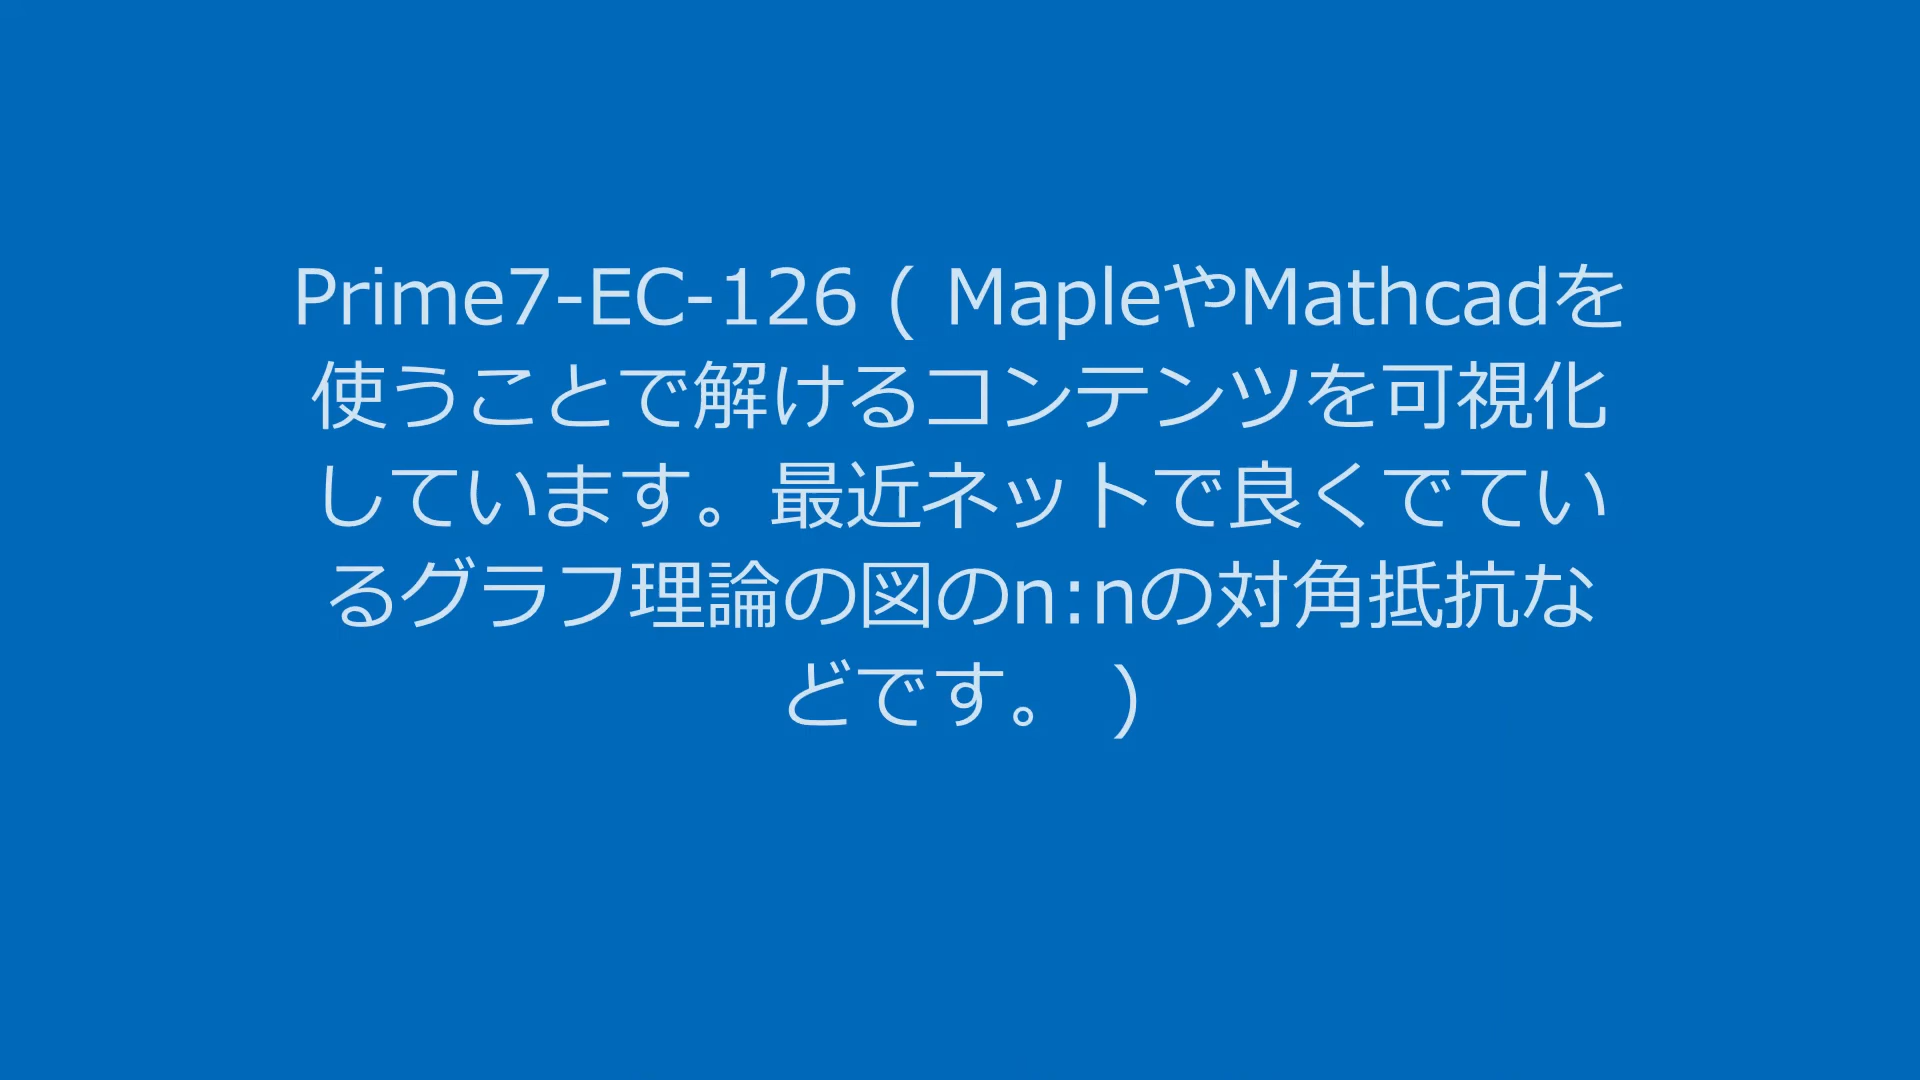 Prime7-EC-126 ( MapleやMathcadを
使うことで解けるコンテンツを可視化
しています。最近ネットで良くでてい
るグラフ理論の図のn:nの対角抵抗な
どです。 )